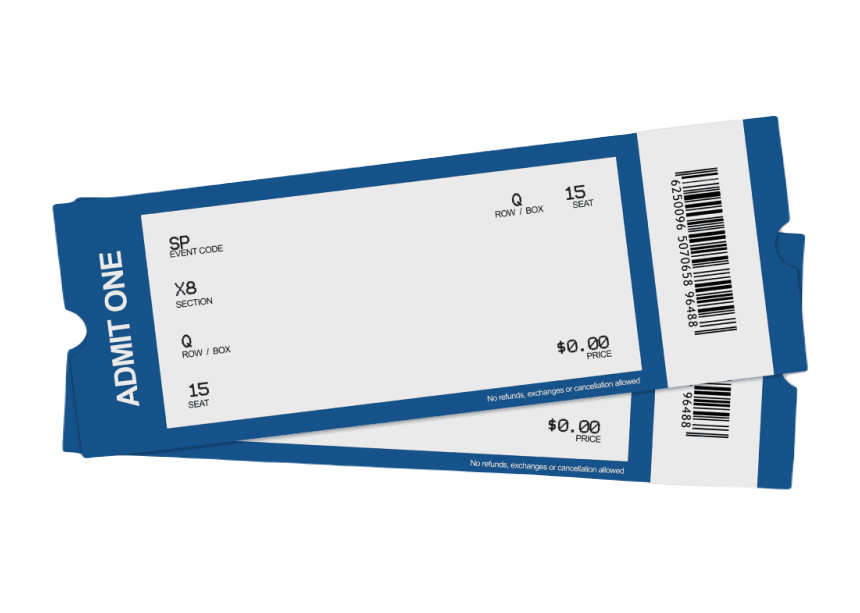 ADMIT ONE
SP
EVENT CODE
X8
SECTION
Q
ROW / BOX
15
SEAT
Q
ROW / BOX
15
SEAT
$0.00
PRICE
No refunds, exchanges or cancellation allowed
6250096 5070658 96488
$0.00
PRICE
No refunds, exchanges or cancellation allowed
96488